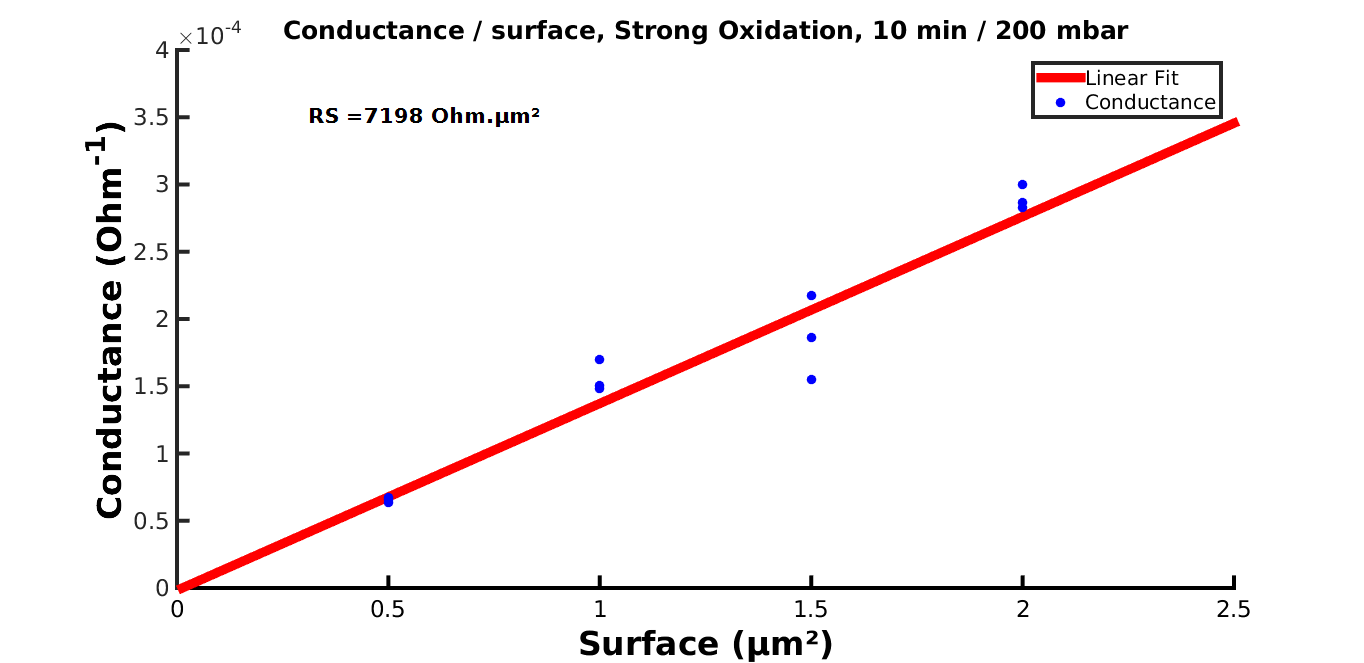 Conductance / surface, Strong Oxidation, 10 min / 200 mbar
×10⁻⁴
Linear Fit
Conductance
RS =7198 Ohm.µm²
Conductance (Ohm⁻¹)
4
3.5
3
2.5
2
1.5
1
0.5
0
0 0.5 1 1.5 2 2.5
Surface (µm²)